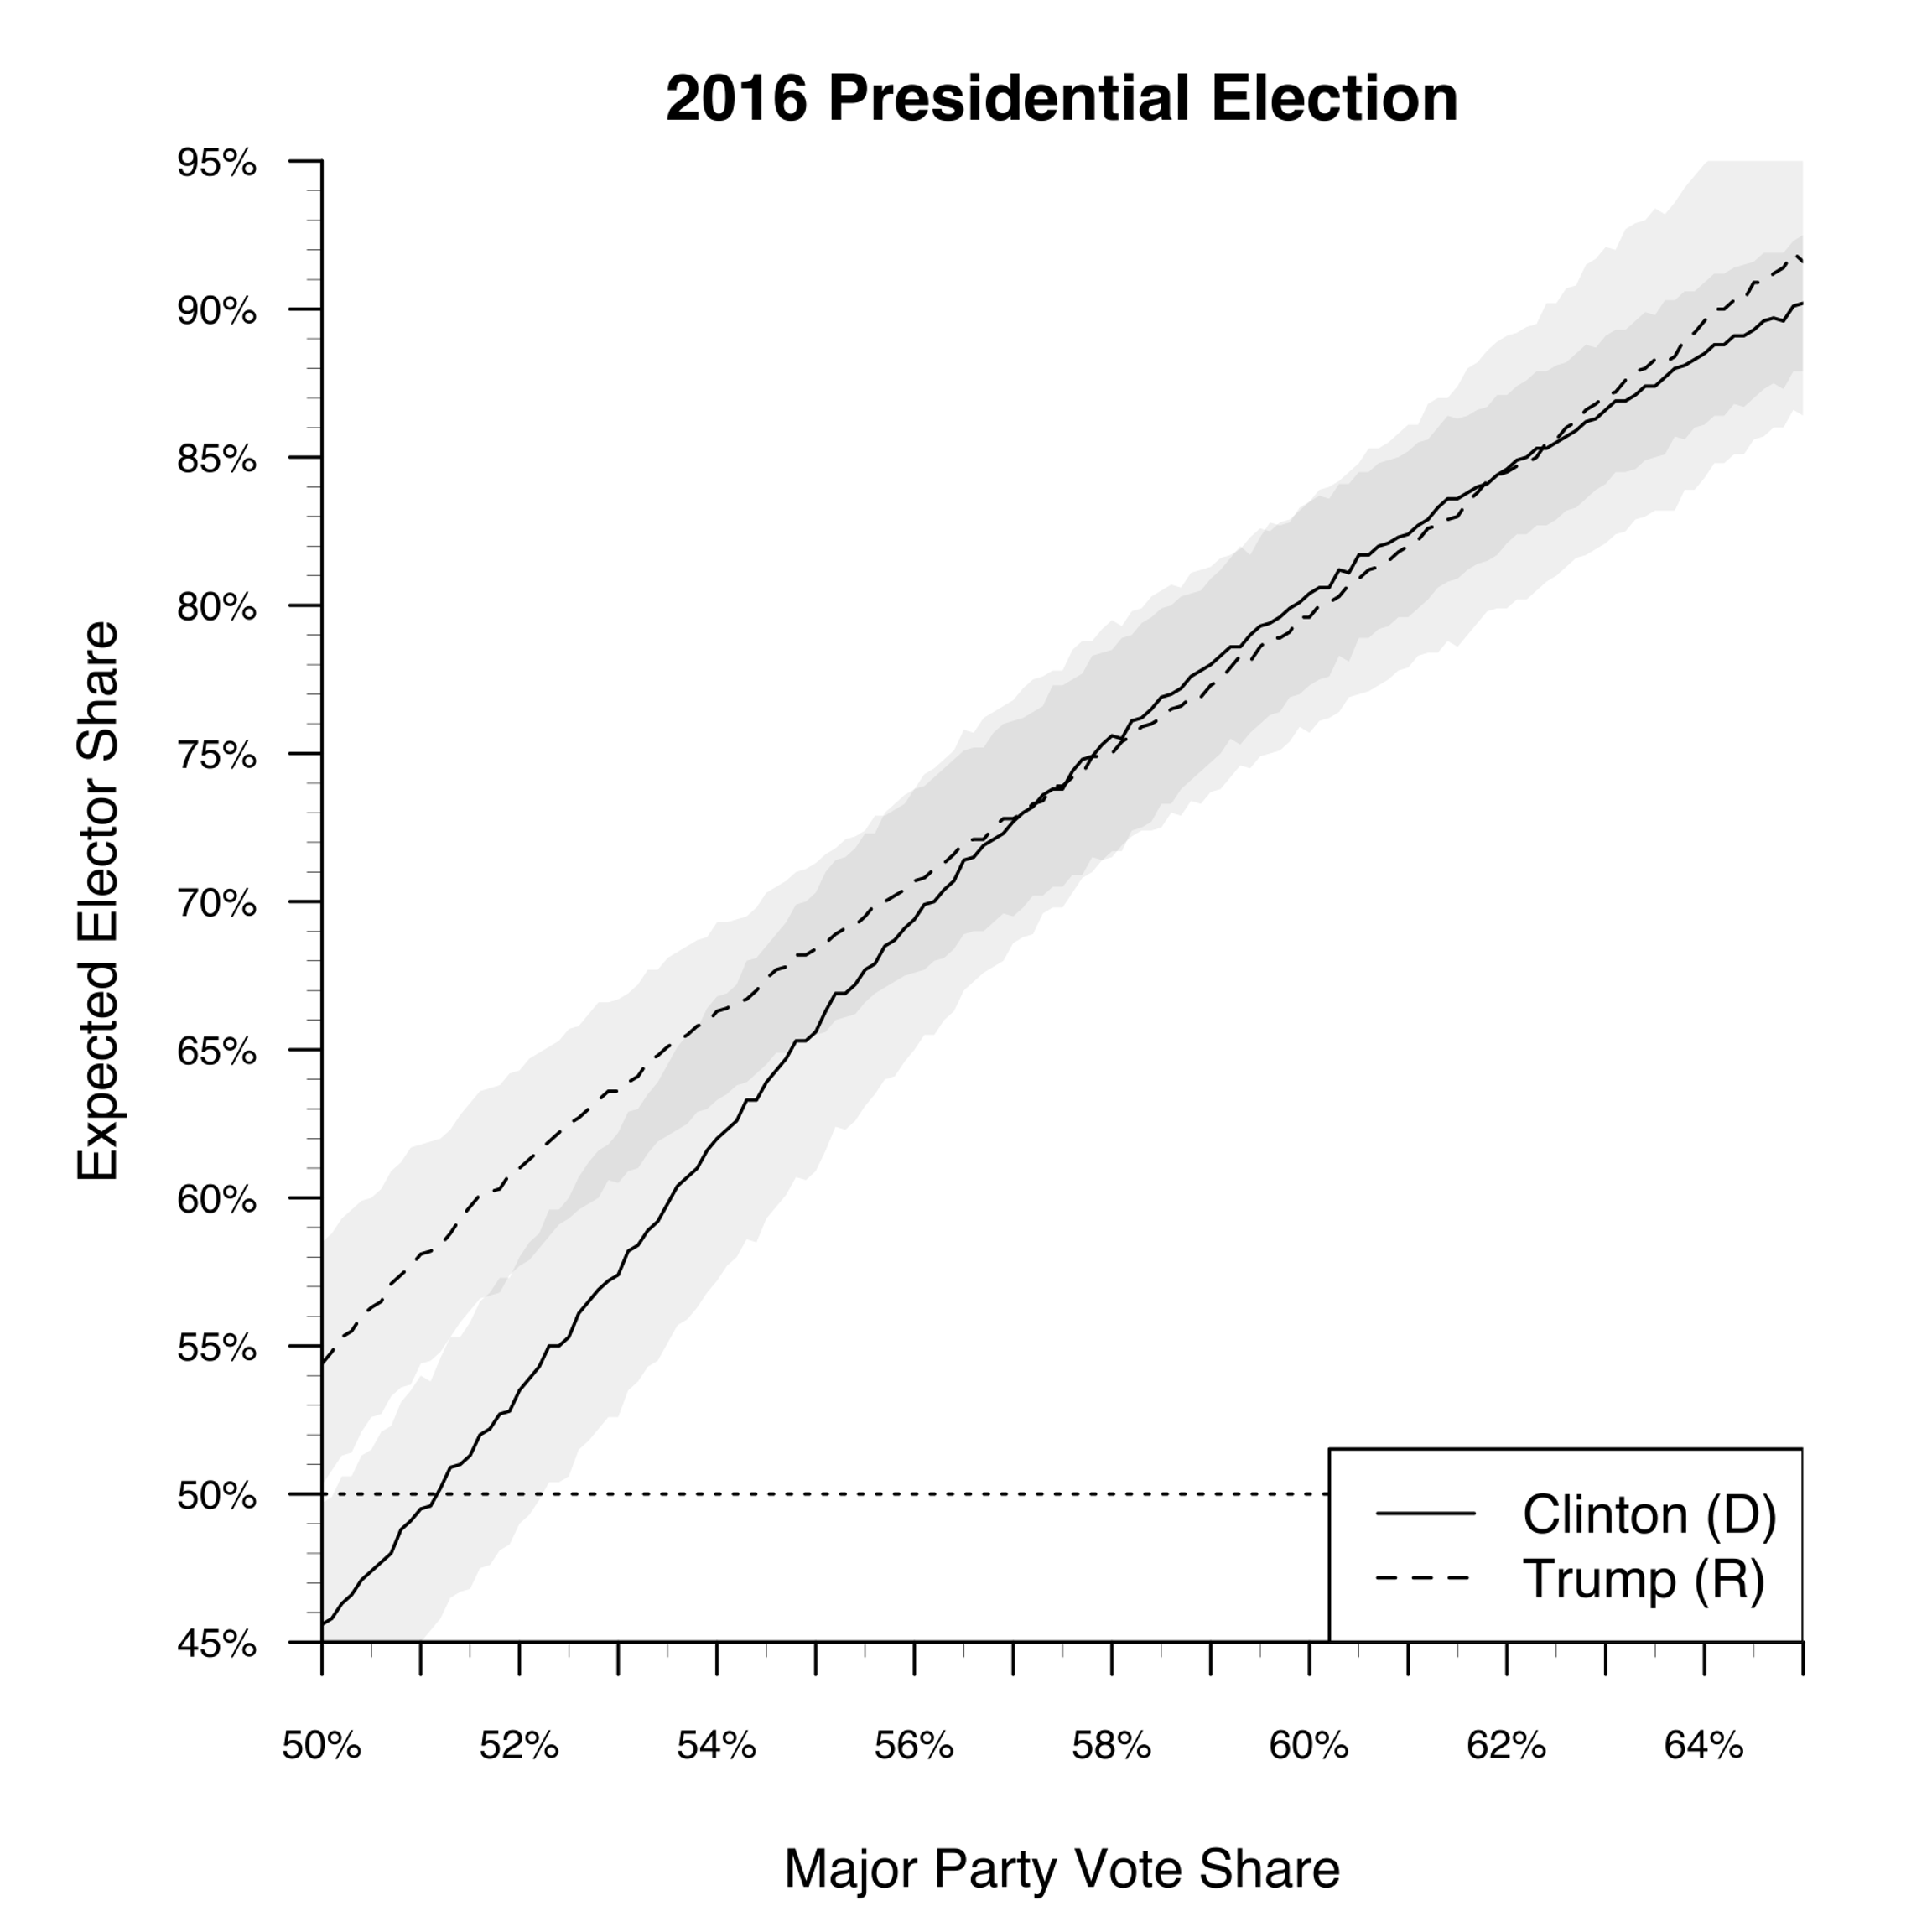 2016 Presidential Election
95%
90%
85%
80%
75%
70%
65%
60%
55%
50%
45%
Expected Elector Share
Clinton (D)
Trump (R)
50% 52% 54% 56% 58% 60% 62% 64%
Major Party Vote Share